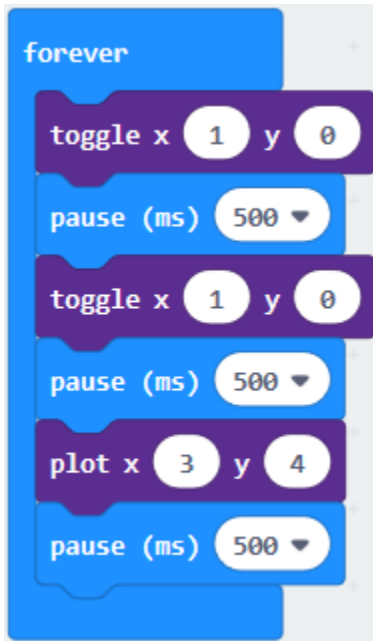 forever
toggle x 1 y 0
pause (ms) 500
toggle x 1 y 0
pause (ms) 500
plot x 3 y 4
pause (ms) 500